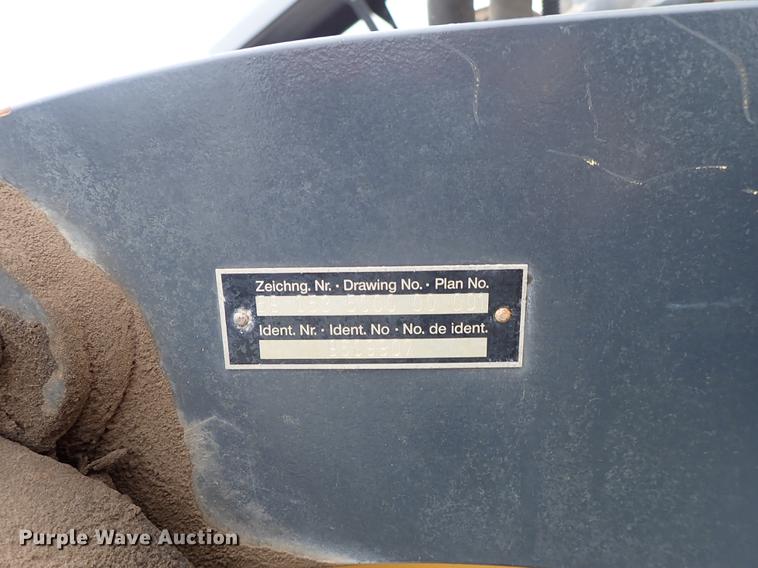 Zeichng. Nr. · Drawing No. · Plan No.
Ident. Nr. · Ident. No · No. de ident.
Purple Wave Auction